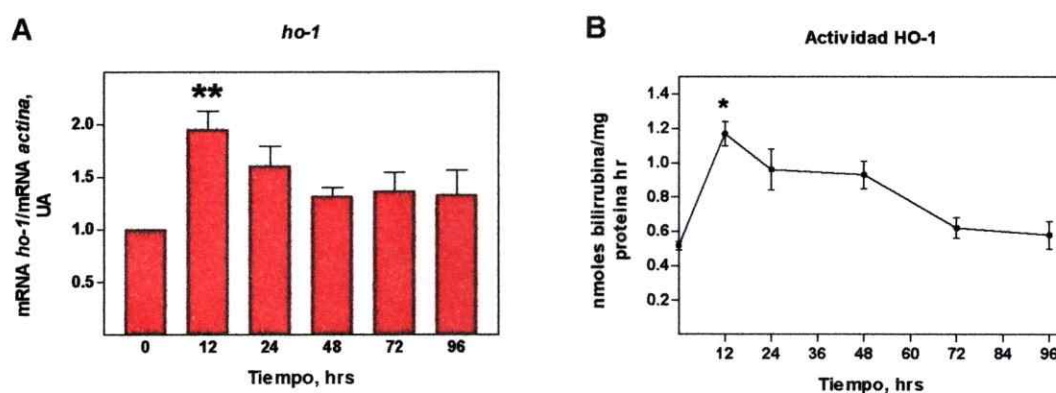 A
ho-1
mRNA ho-1/mRNA actina,
UA
2.0
1.5
1.0
0.5
**
0 12 24 48 72 96
Tiempo, hrs
B
Actividad HO-1
nmoles bilirrubina/mg
proteina hr
1.4
1.2
1.0
0.8
0.6
0.4
0.2
*
12 24 36 48 60 72 84 96
Tiempo, hrs